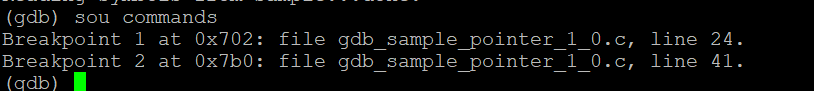 (gdb) sou commands
Breakpoint 1 at 0x702: file gdb_sample_pointer_1_0.c, line 24.
Breakpoint 2 at 0x7b0: file gdb_sample_pointer_1_0.c, line 41.
(gdb)